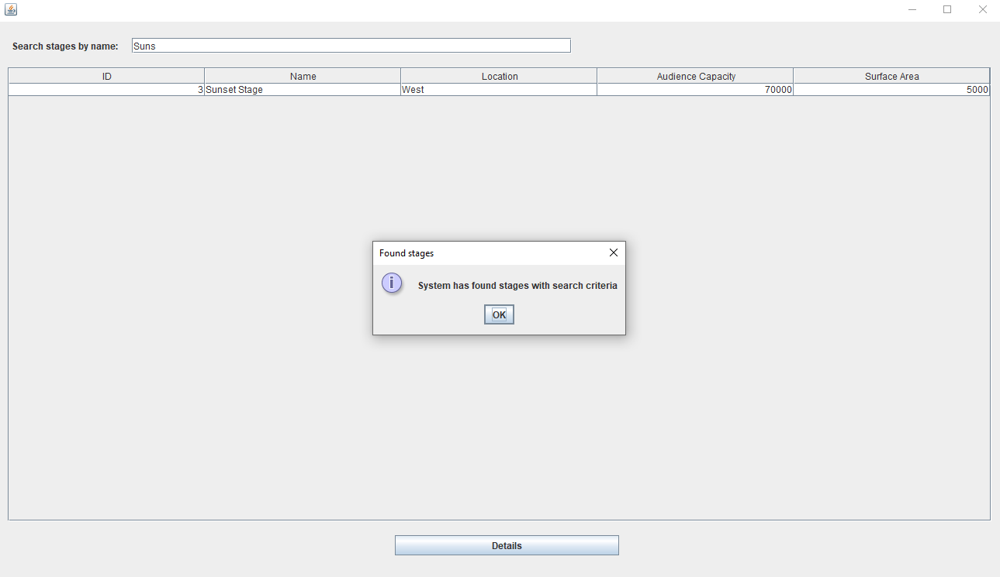 Search stages by name: Suns
ID Name Location Audience Capacity Surface Area
3 Sunset Stage West 70000 5000
Found stages
i System has found stages with search criteria
OK
Details